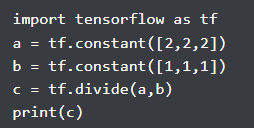 import tensorflow as tf
a = tf.constant([2,2,2])
b = tf.constant([1,1,1])
c = tf.divide(a,b)
print(c)